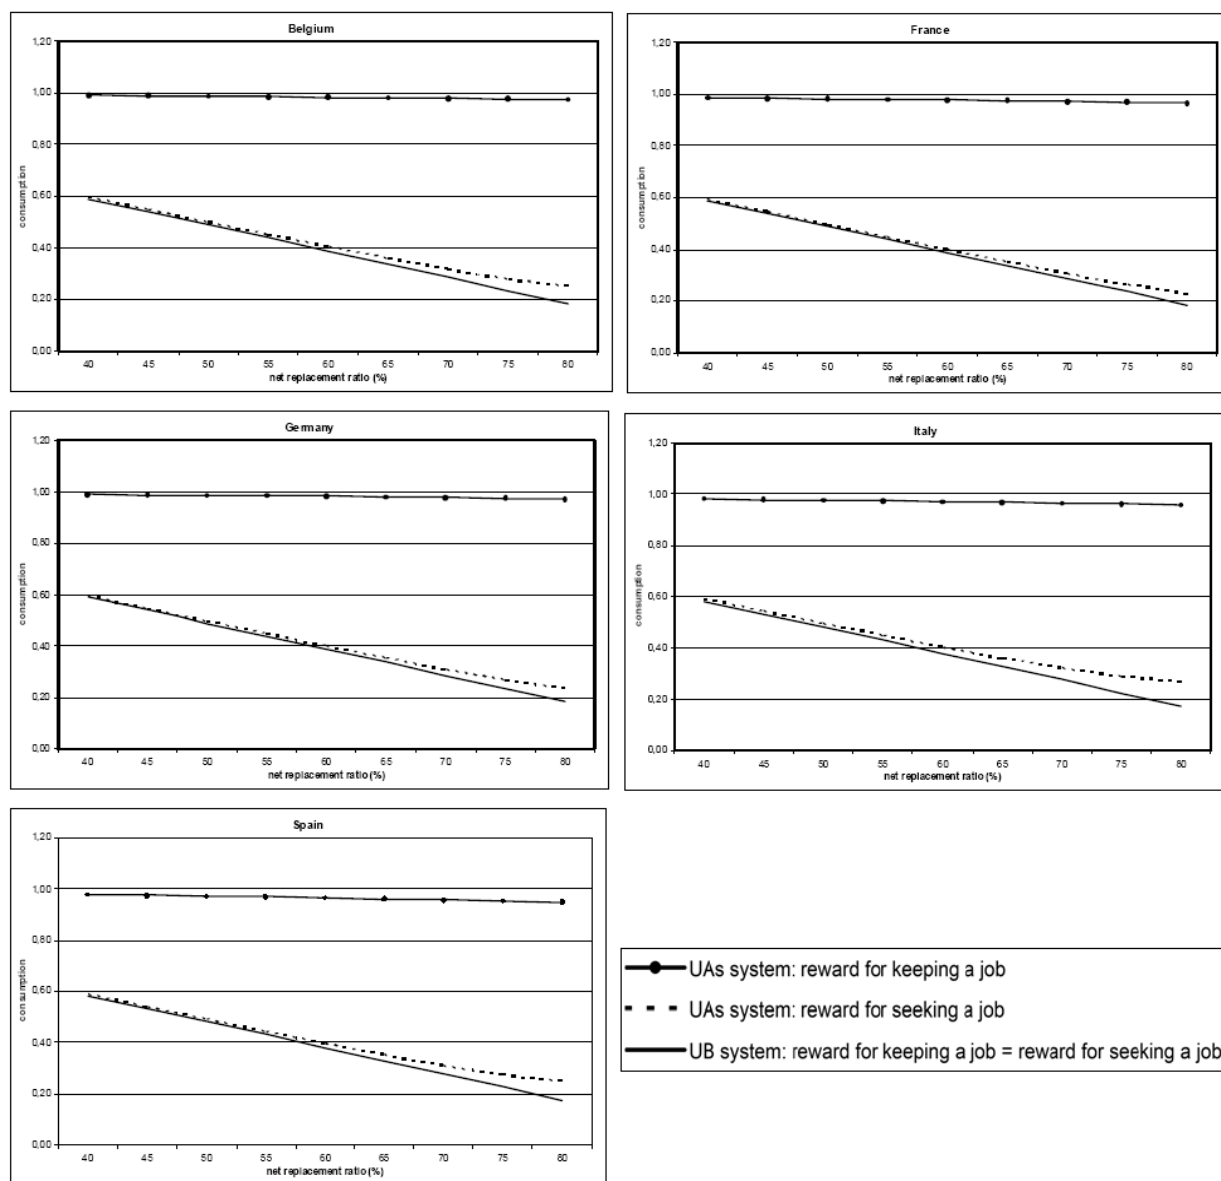 Belgium
1,20
1,00
0,80
0,60
0,40
0,20
0,00
consumption
40 45 50 55 60 65 70 75 80
net replacement ratio (%)
France
1,20
1,00
0,80
0,60
0,40
0,20
0,00
consumption
40 45 50 55 60 65 70 75 80
net replacement ratio (%)
Germany
1,20
1,00
0,80
0,60
0,40
0,20
0,00
consumption
40 45 50 55 60 65 70 75 80
net replacement ratio (%)
Italy
1,20
1,00
0,80
0,60
0,40
0,20
0,00
consumption
40 45 50 55 60 65 70 75 80
net replacement ratio (%)
Spain
1,20
1,00
0,80
0,60
0,40
0,20
0,00
consumption
40 45 50 55 60 65 70 75 80
net replacement ratio (%)
UAs system: reward for keeping a job
UAs system: reward for seeking a job
UB system: reward for keeping a job = reward for seeking a job